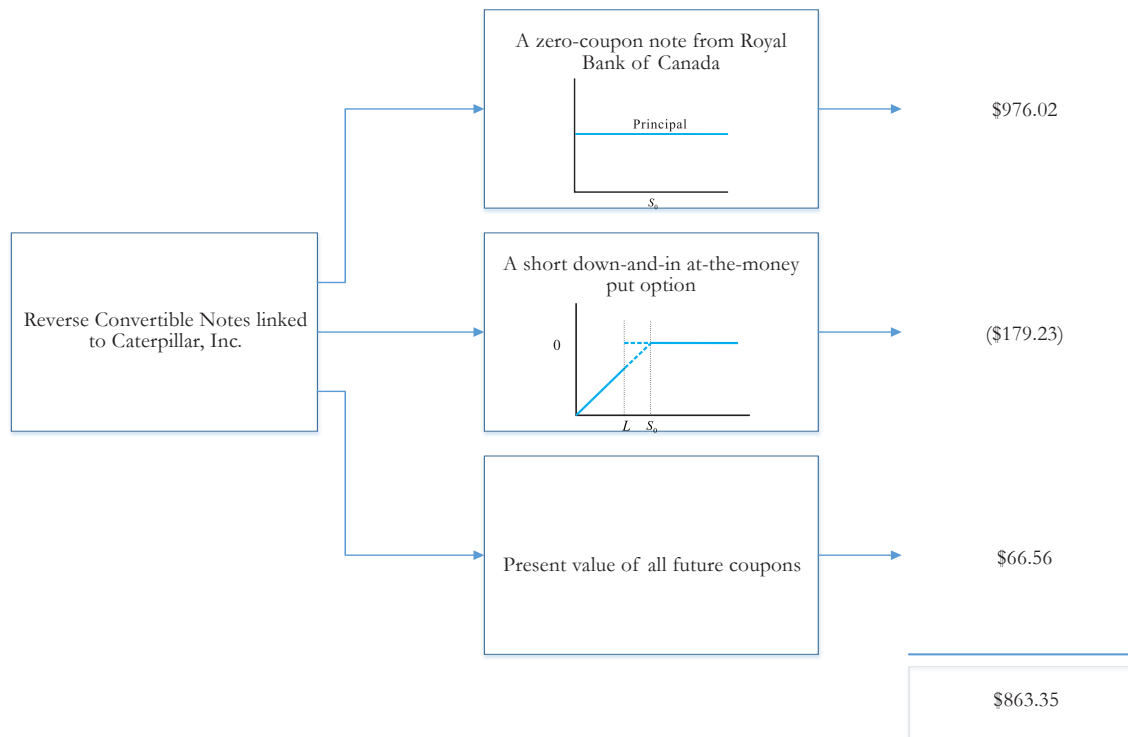 A zero-coupon note from Royal
Bank of Canada
Principal
S₀
$976.02
Reverse Convertible Notes linked
to Caterpillar, Inc.
A short down-and-in at-the-money
put option
0
L S₀
($179.23)
Present value of all future coupons
$66.56
$863.35